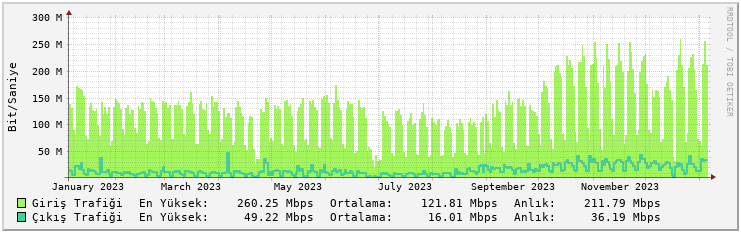 300 M
250 M
200 M
150 M
100 M
50 M
Bit/Saniye
RRDTOOL / TOBI OETIKER
January 2023 March 2023 May 2023 July 2023 September 2023 November 2023
Giriş Trafiği En Yüksek: 260.25 Mbps Ortalama: 121.81 Mbps Anlık: 211.79 Mbps
Çıkış Trafiği En Yüksek: 49.22 Mbps Ortalama: 16.01 Mbps Anlık: 36.19 Mbps